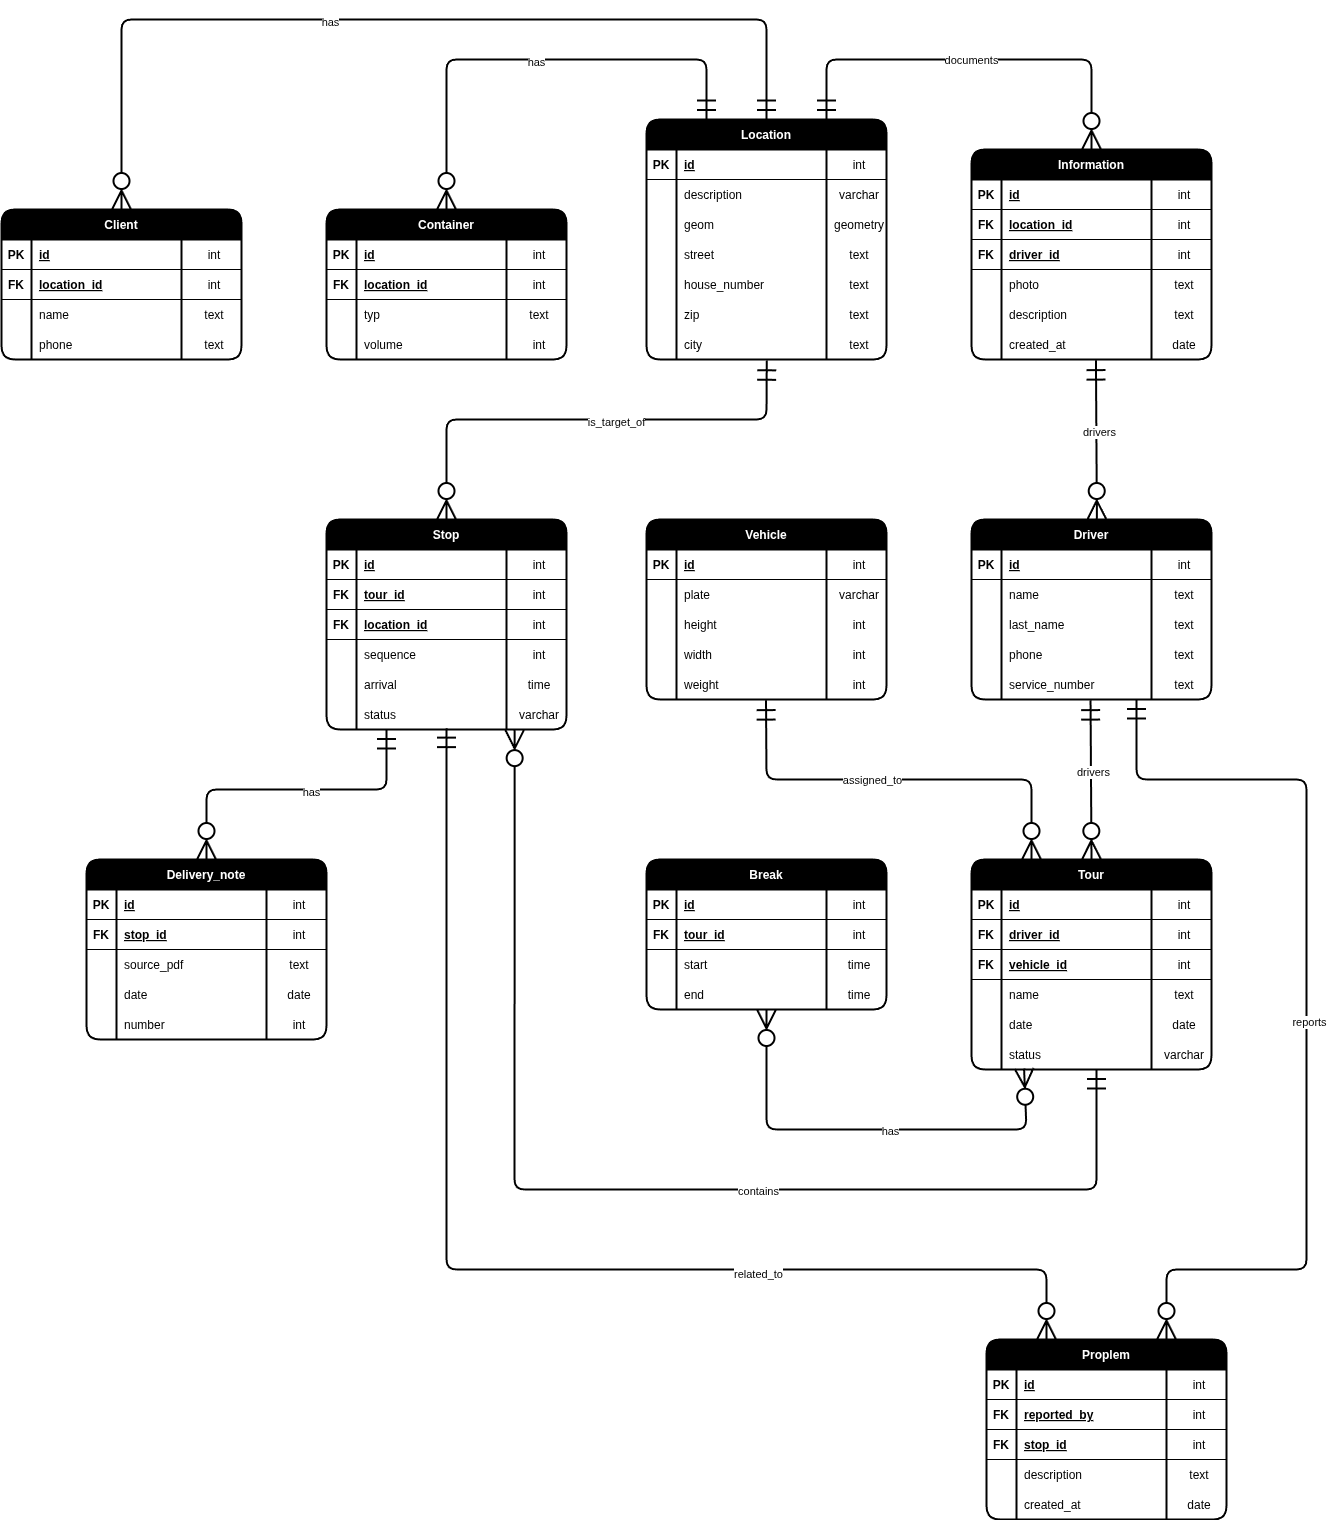 has
has
documents
Location
PK id int
description varchar
geom geometry
street text
house_number text
zip text
city text
Information
PK id int
FK location_id int
FK driver_id int
photo text
description text
created_at date
Client
PK id int
FK location_id int
name text
phone text
Container
PK id int
FK location_id int
typ text
volume int
is_target_of
drivers
Stop
PK id int
FK tour_id int
FK location_id int
sequence int
arrival time
status varchar
Vehicle
PK id int
plate varchar
height int
width int
weight int
Driver
PK id int
name text
last_name text
phone text
service_number text
has
assigned_to
drivers
Delivery_note
PK id int
FK stop_id int
source_pdf text
date date
number int
Break
PK id int
FK tour_id int
start time
end time
Tour
PK id int
FK driver_id int
FK vehicle_id int
name text
date date
status varchar
reports
has
contains
related_to
Proplem
PK id int
FK reported_by int
FK stop_id int
description text
created_at date